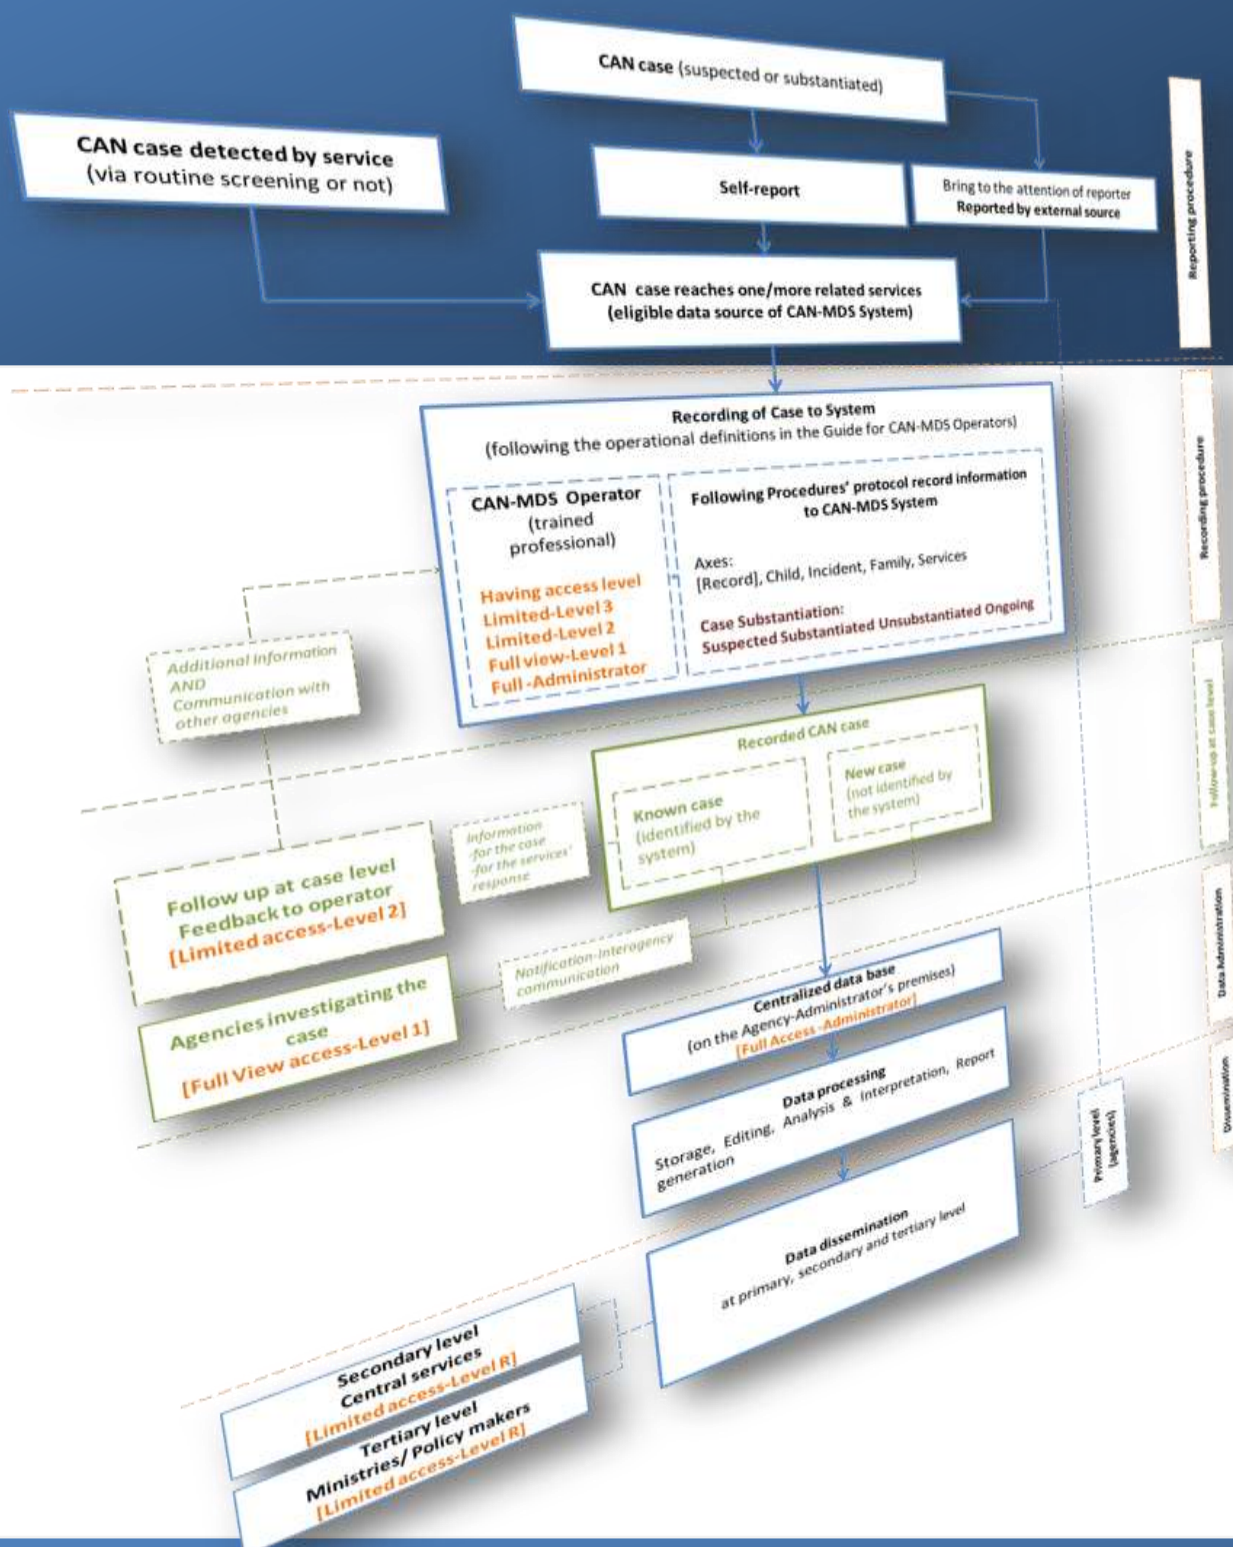 CAN case (suspected or substantiated)
CAN case detected by service
(via routine screening or not)
Self-report
Bring to the attention of reporter
Reported by external source
CAN case reaches one/more related services
(eligible data source of CAN-MDS System)
Reporting procedure
Recording of Case to System
(following the operational definitions in the Guide for CAN-MDS Operators)
CAN-MDS Operator
(trained
professional)
Having access level
Limited-Level 3
Limited-Level 2
Full view-Level 1
Full -Administrator
Following Procedures' protocol record information
to CAN-MDS System
Axes:
[Record], Child, Incident, Family, Services
Case Substantiation:
Suspected Substantiated Unsubstantiated Ongoing
Recording procedure
Additional Information
AND
Communication with
other agencies
Recorded CAN case
Known case
(identified by the
system)
New case
(not identified by
the system)
Information
-for the case
-for the services'
response
Follow-up at case level
Follow up at case level
Feedback to operator
[Limited access-Level 2]
Notification-Interagency
communication
Agencies investigating the
case
[Full View access-Level 1]
Centralized data base
(on the Agency-Administrator's premises)
[Full Access -Administrator]
Data Administration
Data processing
Storage, Editing, Analysis & Interpretation, Report
generation
Data dissemination
at primary, secondary and tertiary level
Dissemination
Primary level
(agencies)
Secondary level
Central services
[Limited access-Level R]
Tertiary level
Ministries/ Policy makers
[Limited access-Level R]